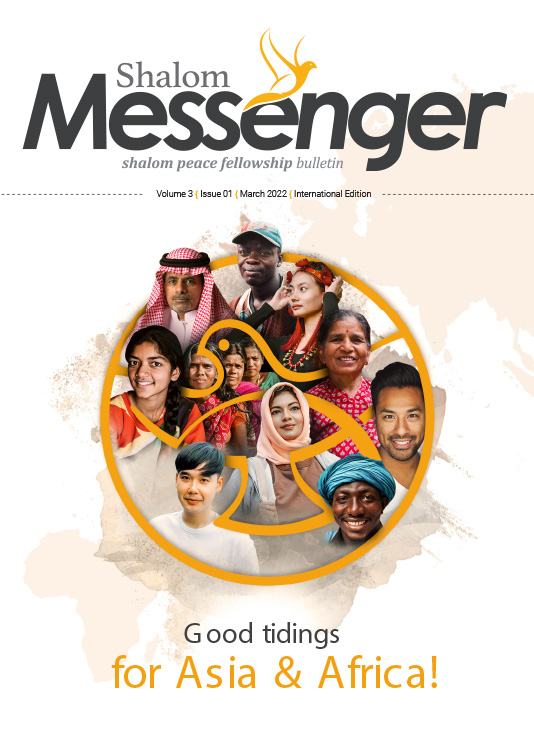 Shalom
Messenger
shalom peace fellowship bulletin
Volume 3 | Issue 01 | March 2022 | International Edition
Good tidings
for Asia & Africa!